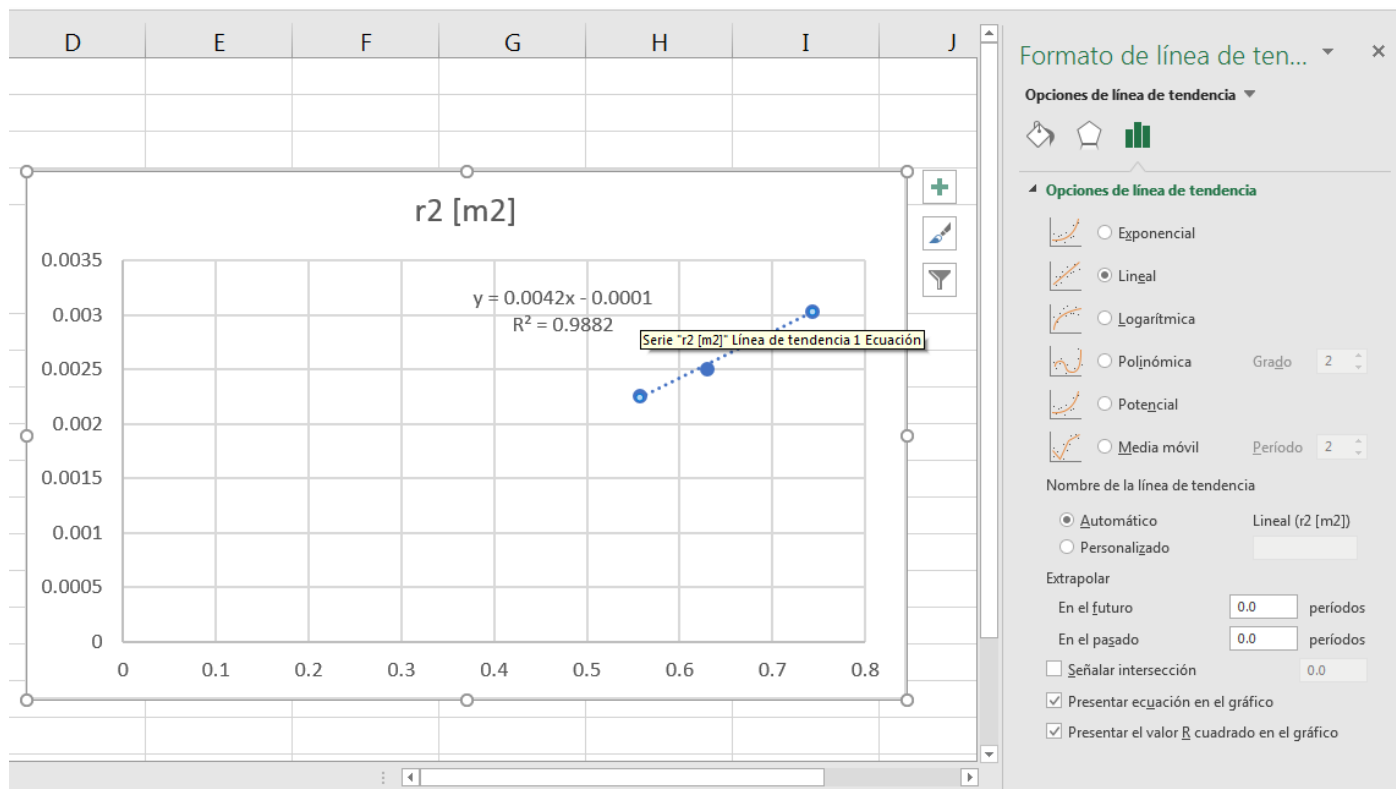 D E F G H I J
r2 [m2]
0.0035
0.003
0.0025
0.002
0.0015
0.001
0.0005
0
0 0.1 0.2 0.3 0.4 0.5 0.6 0.7 0.8
y = 0.0042x - 0.0001
R² = 0.9882
Serie "r2 [m2]" Línea de tendencia 1 Ecuación
Formato de línea de ten...
Opciones de línea de tendencia
Opciones de línea de tendencia
Exponencial
Lineal
Logarítmica
Polinómica Grado 2
Potencial
Media móvil Período 2
Nombre de la línea de tendencia
Automático Lineal (r2 [m2])
Personalizado
Extrapolar
En el futuro 0.0 períodos
En el pasado 0.0 períodos
Señalar intersección 0.0
Presentar ecuación en el gráfico
Presentar el valor R cuadrado en el gráfico